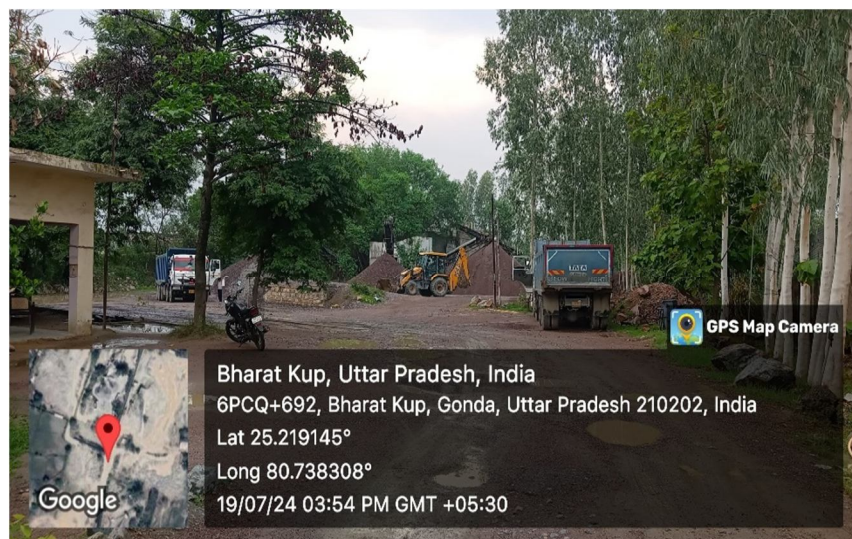 TATA
GPS Map Camera
Bharat Kup, Uttar Pradesh, India
6PCQ+692, Bharat Kup, Gonda, Uttar Pradesh 210202, India
Lat 25.219145°
Long 80.738308°
19/07/24 03:54 PM GMT +05:30
Google